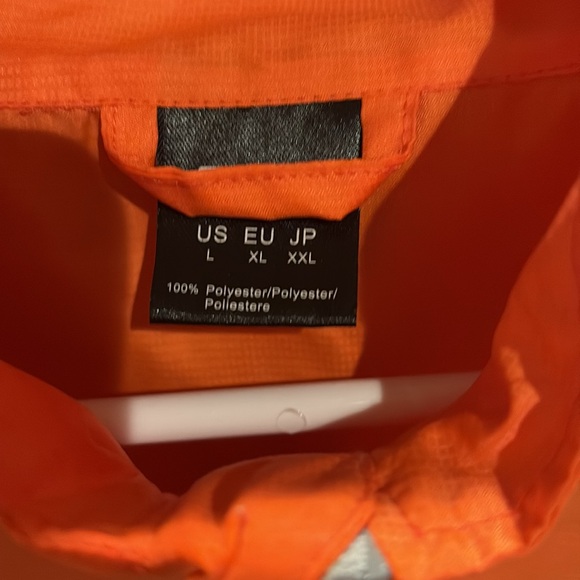 US EU JP
L XL XXL
100% Polyester/Polyester/
Poliestere